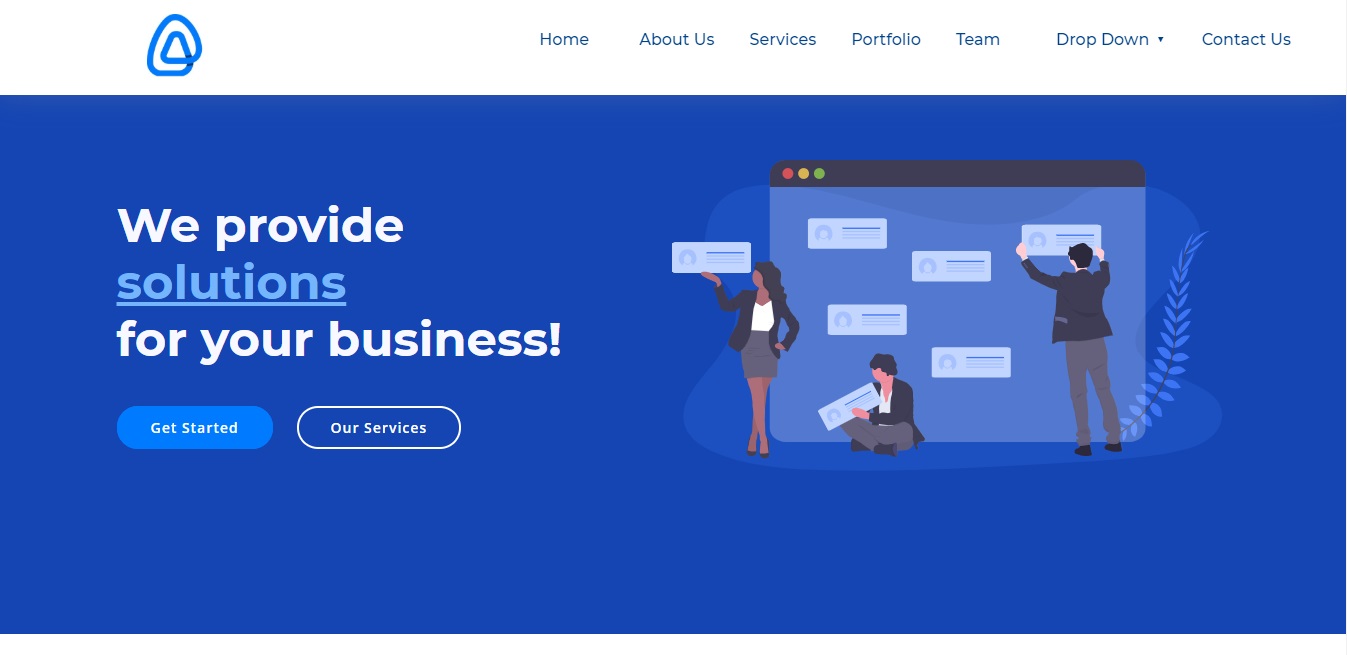 Home About Us Services Portfolio Team Drop Down ▾ Contact Us
We provide
solutions
for your business!
Get Started Our Services